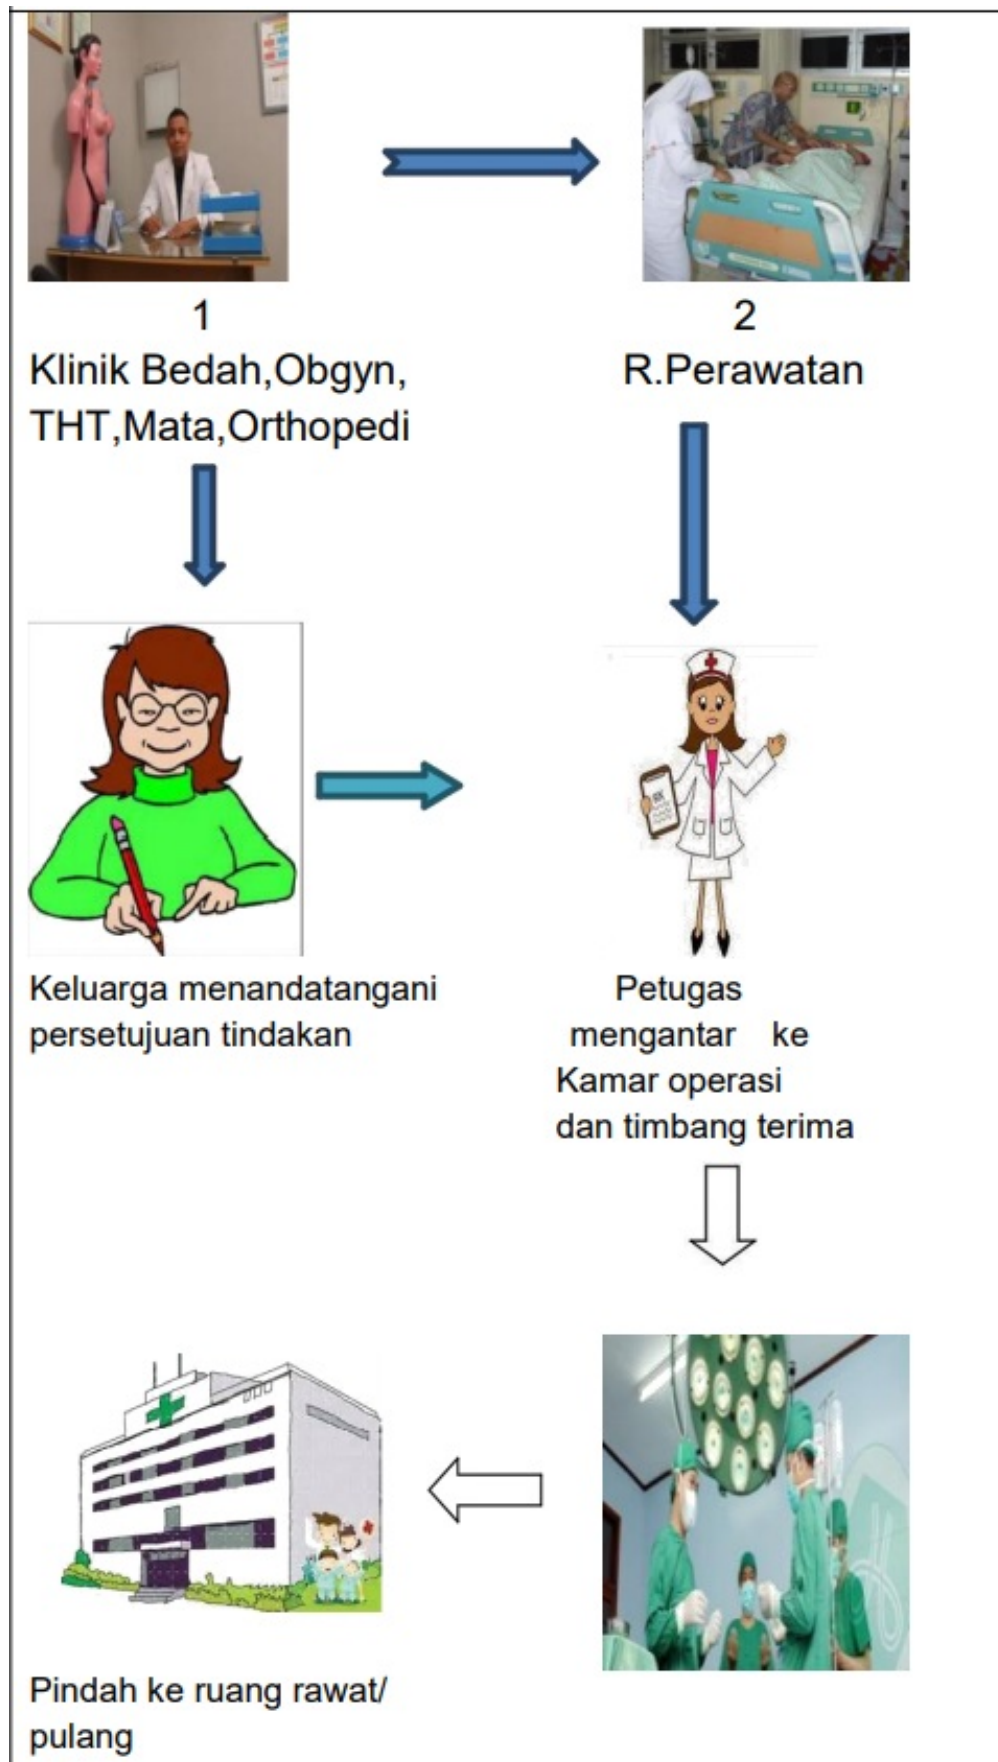 1
Klinik Bedah,Obgyn,
THT,Mata,Orthopedi
2
R.Perawatan
Keluarga menandatangani
persetujuan tindakan
Petugas
mengantar ke
Kamar operasi
dan timbang terima
Pindah ke ruang rawat/
pulang